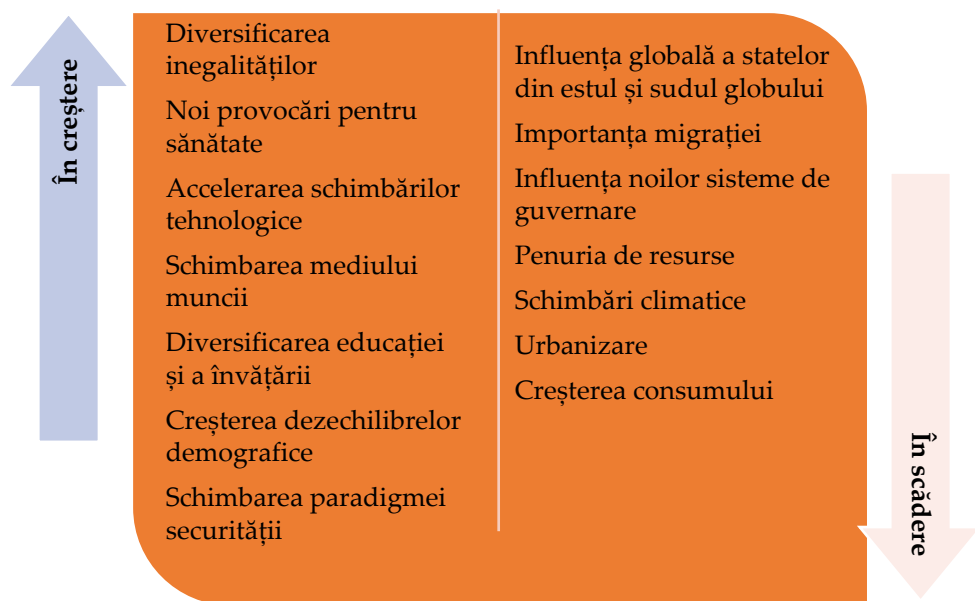 În creștere
Diversificarea
inegalităților
Noi provocări pentru
sănătate
Accelerarea schimbărilor
tehnologice
Schimbarea mediului
muncii
Diversificarea educației
și a învățării
Creșterea dezechilibrelor
demografice
Schimbarea paradigmei
securității
Influența globală a statelor
din estul și sudul globului
Importanța migrației
Influența noilor sisteme de
guvernare
Penuria de resurse
Schimbări climatice
Urbanizare
Creșterea consumului
În scădere